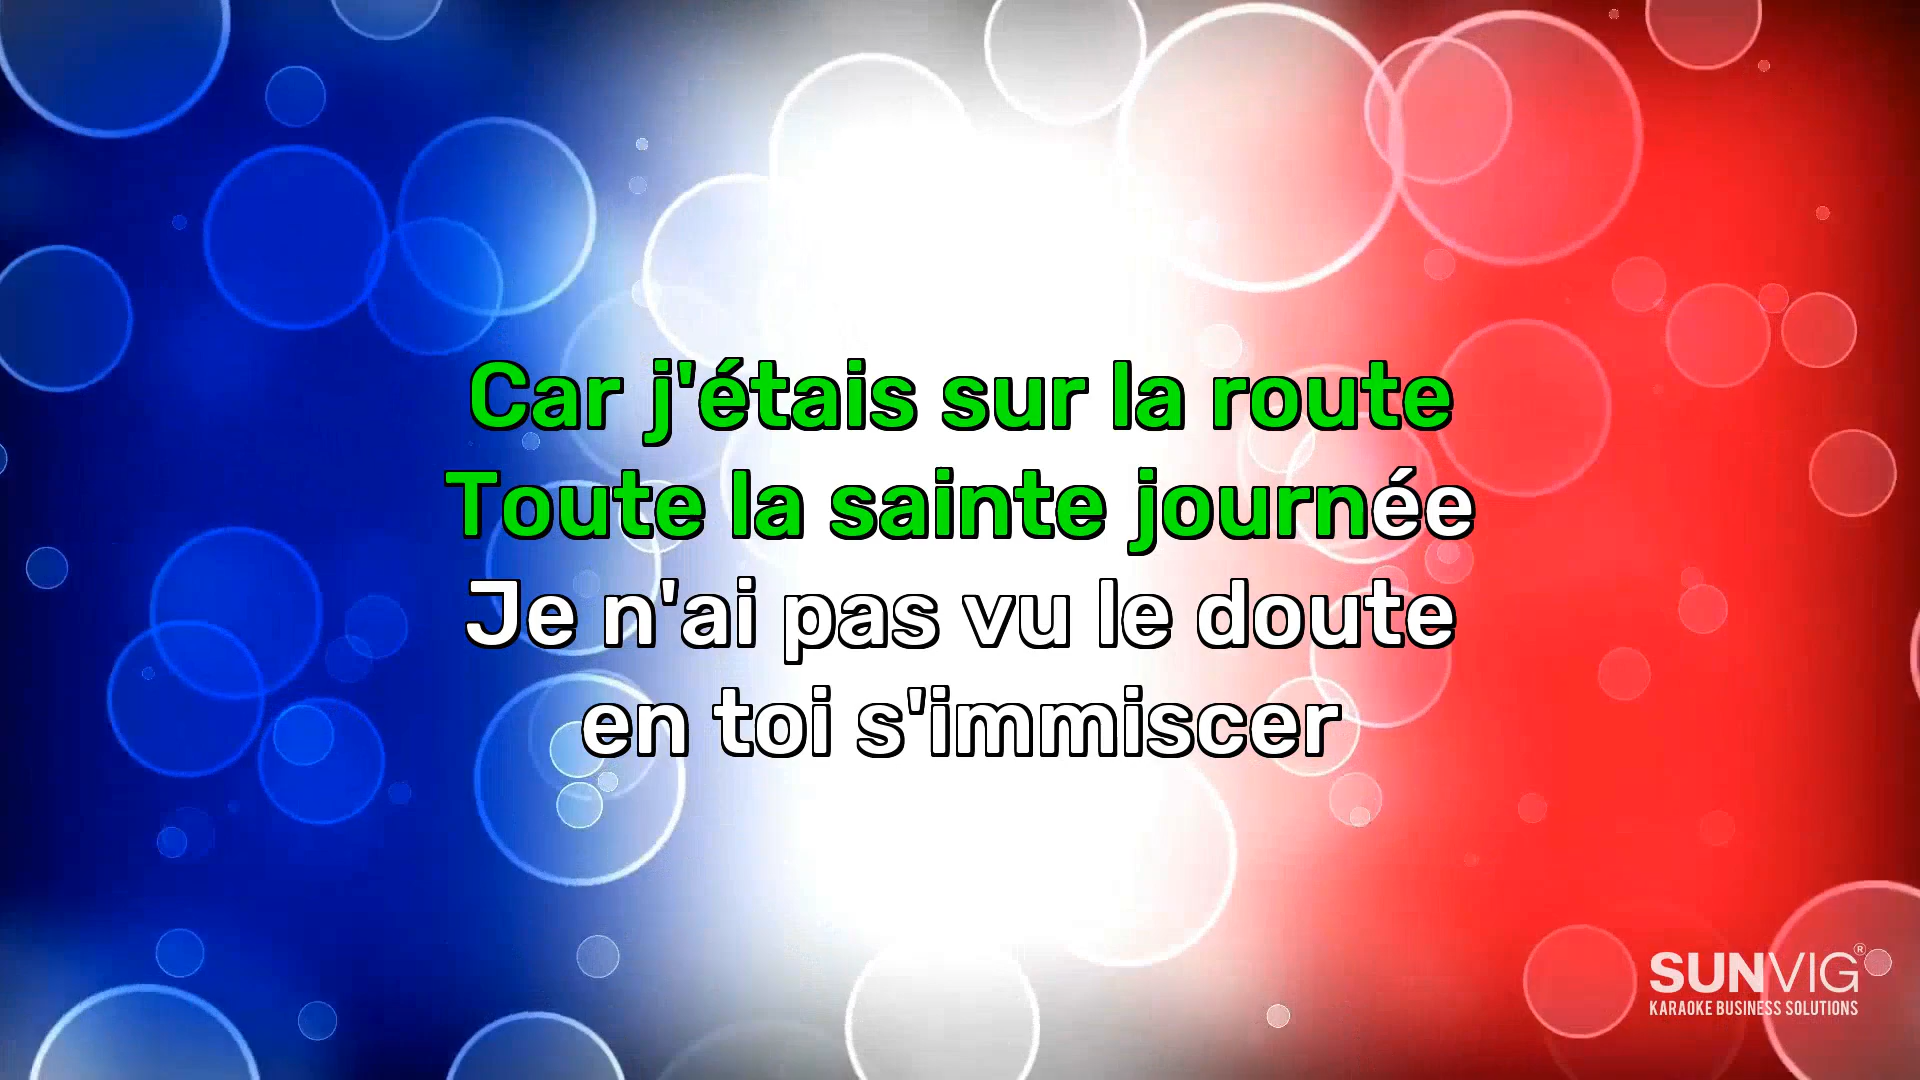 Car j'étais sur la route
Toute la sainte journée
Je n'ai pas vu le doute
en toi s'immiscer
SUNVIG®
KARAOKE BUSINESS SOLUTIONS